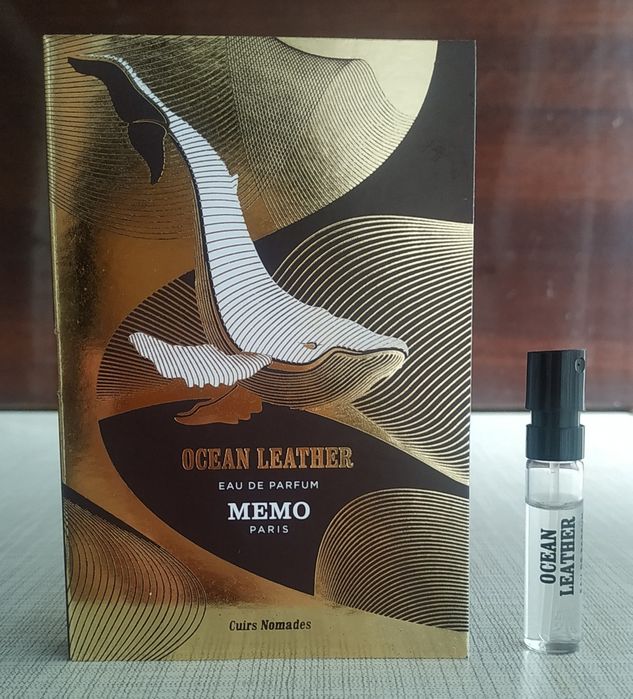 OCEAN LEATHER
EAU DE PARFUM
MEMO
PARIS
Cuirs Nomades
OCEAN
LEATHER